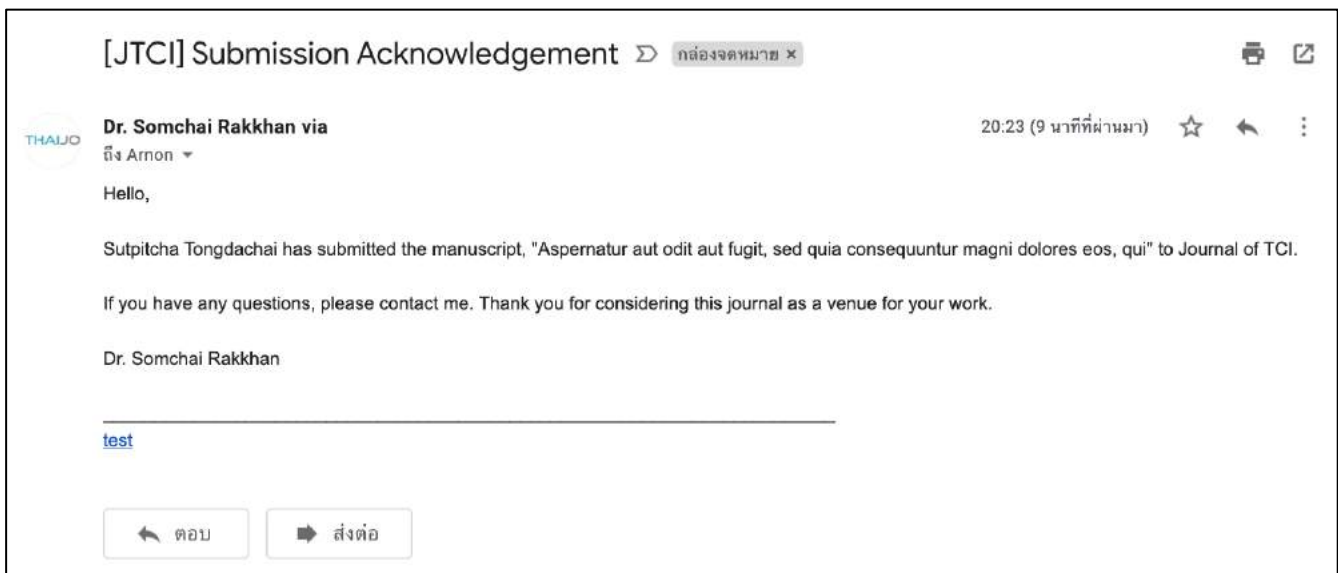 [JTCI] Submission Acknowledgement กล่องจดหมาย ×
THAIJO
Dr. Somchai Rakkhan via 20:23 (9 นาทีที่ผ่านมา)
ถึง Arnon
Hello,
Sutpitcha Tongdachai has submitted the manuscript, "Aspernatur aut odit aut fugit, sed quia consequuntur magni dolores eos, qui" to Journal of TCI.
If you have any questions, please contact me. Thank you for considering this journal as a venue for your work.
Dr. Somchai Rakkhan
test
ตอบ ส่งต่อ